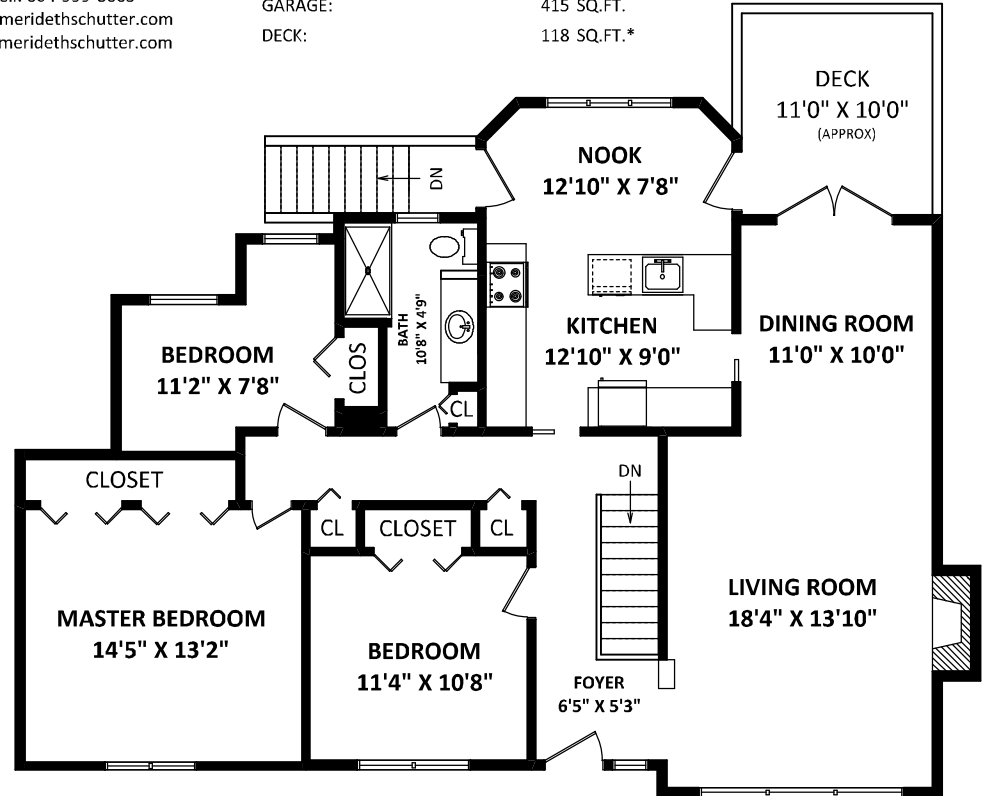 meridethschutter.com
meridethschutter.com
GARAGE: 415 SQ.FT.
DECK: 118 SQ.FT.*
DECK
11'0" X 10'0"
(APPROX)
NOOK
12'10" X 7'8"
DN
BATH
10'8" X 4'9"
KITCHEN
12'10" X 9'0"
DINING ROOM
11'0" X 10'0"
BEDROOM
11'2" X 7'8"
CLOS
CL
CLOSET
DN
CL
CLOSET
CL
MASTER BEDROOM
14'5" X 13'2"
BEDROOM
11'4" X 10'8"
LIVING ROOM
18'4" X 13'10"
FOYER
6'5" X 5'3"